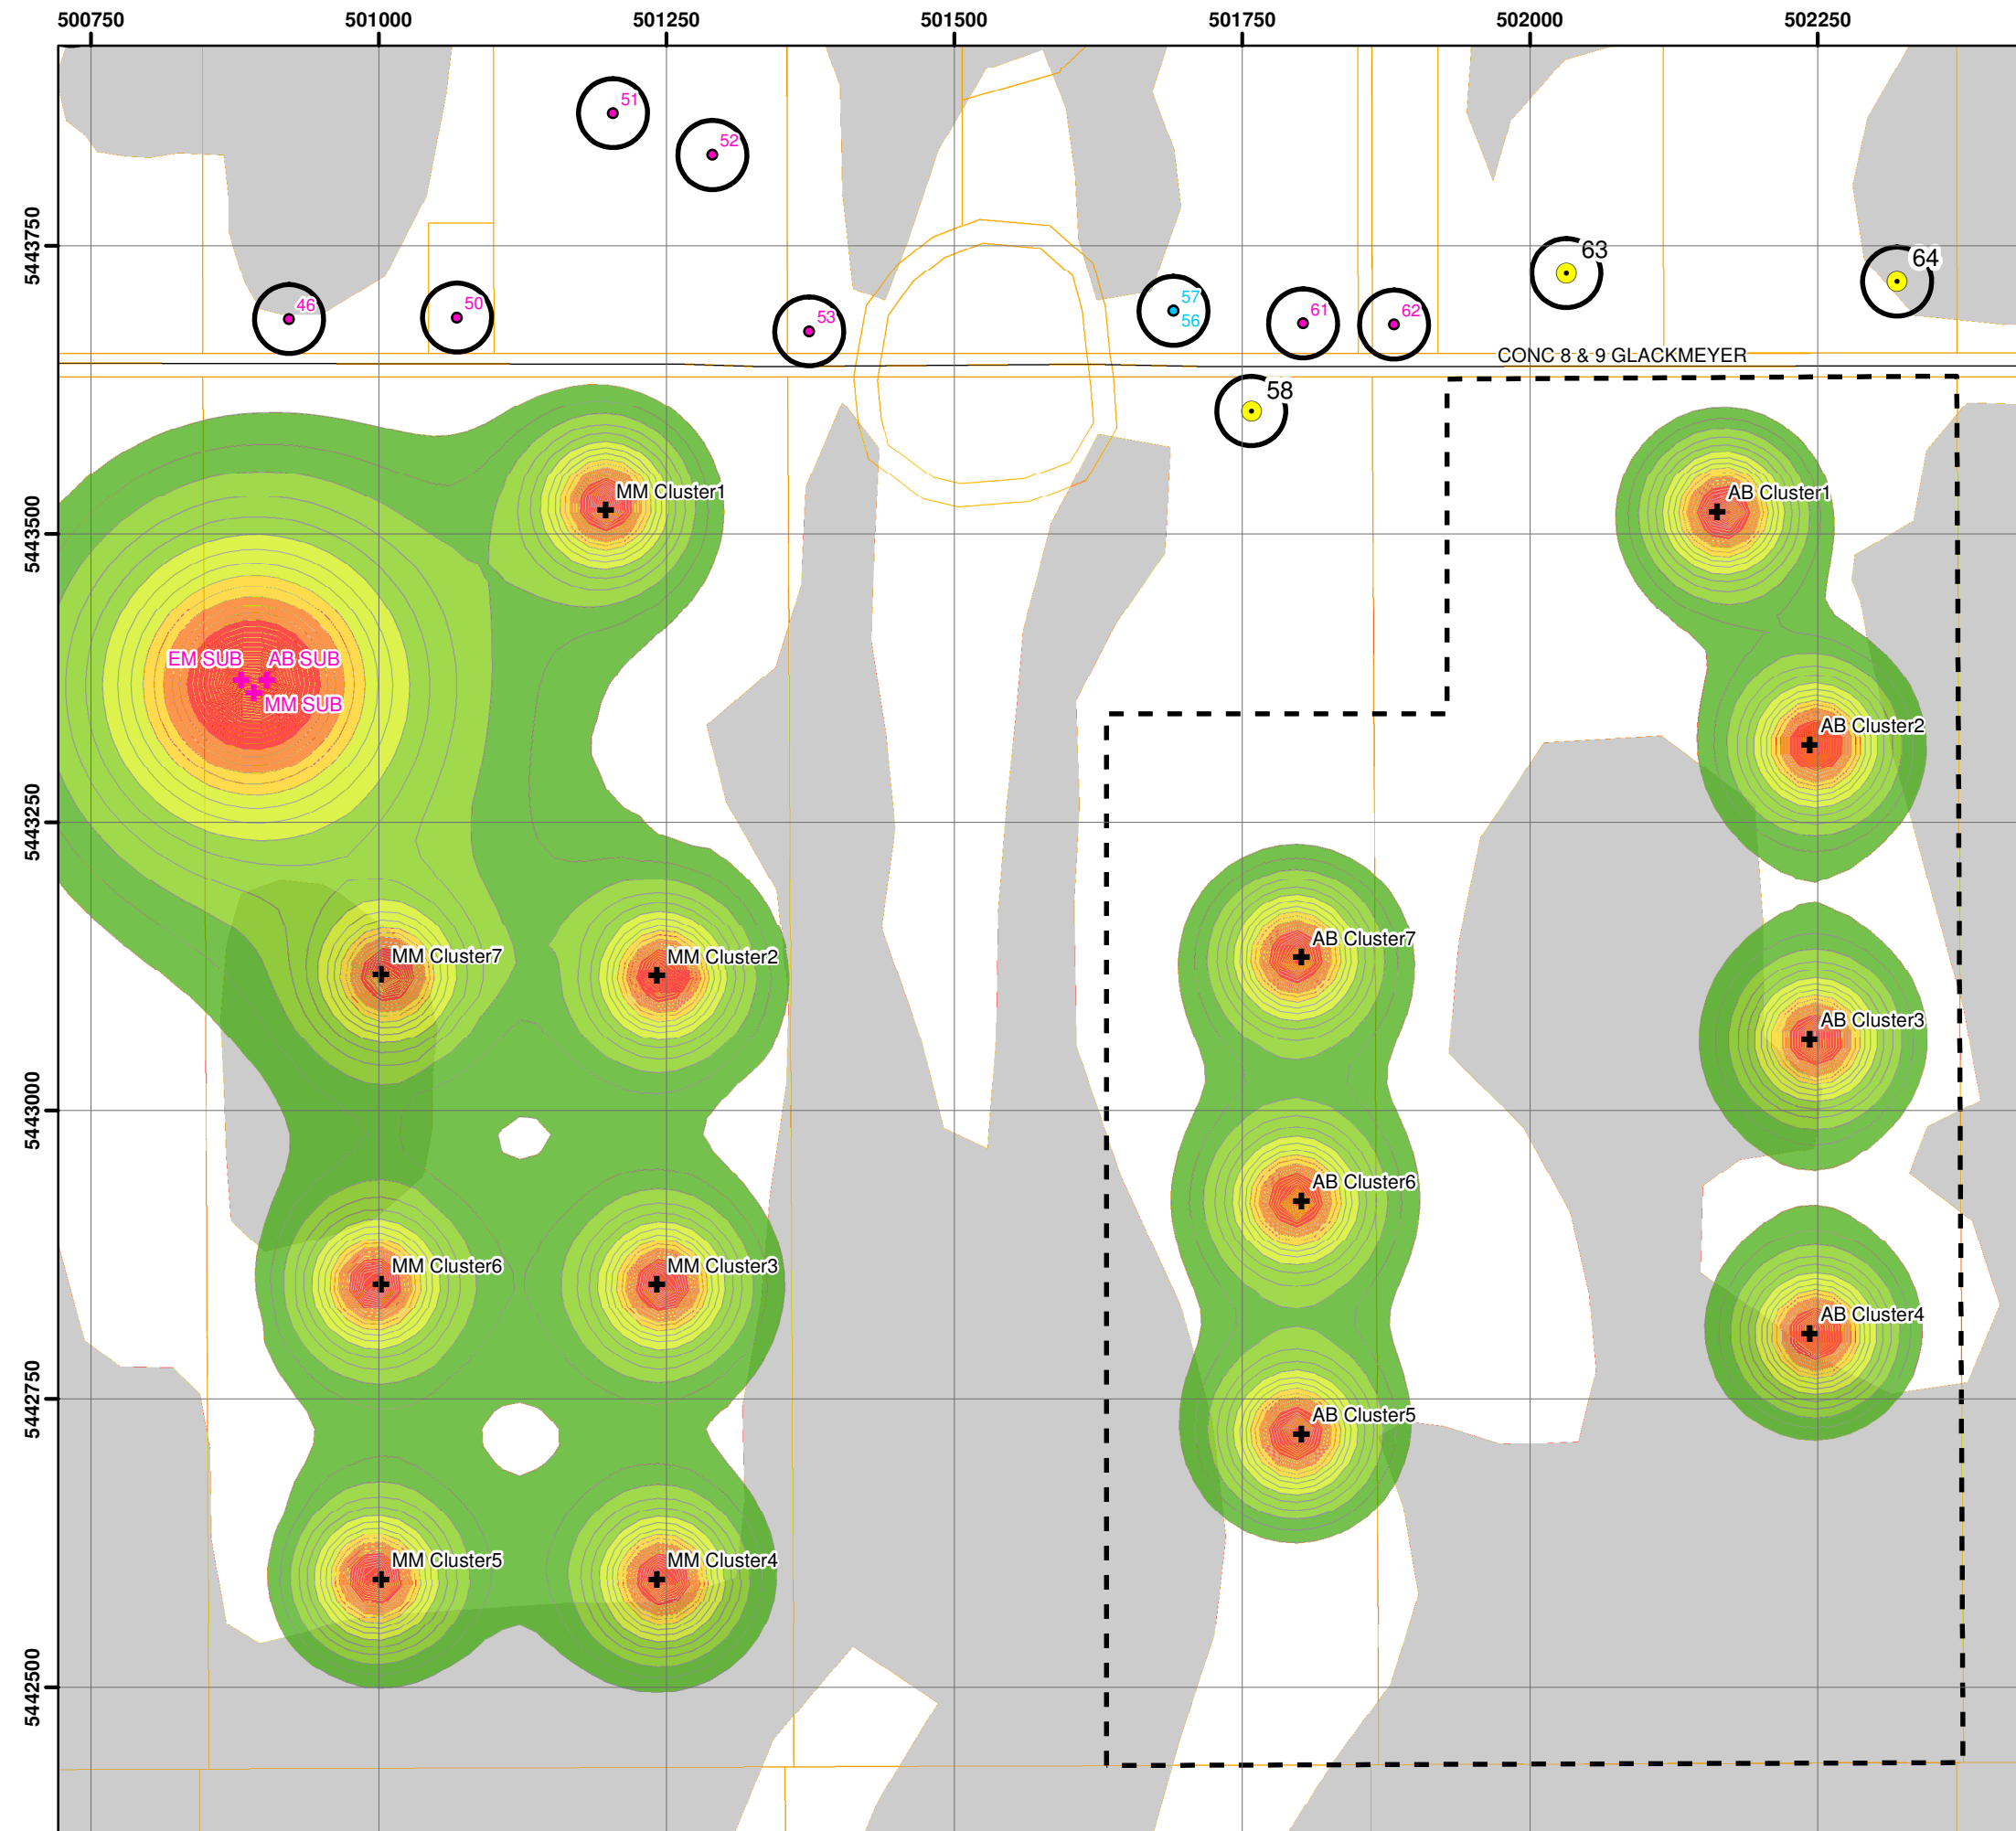 500750 501000 501250 501500 501750 502000 502250
5443750
5443500
5443250
5443000
5442750
5442500
51
52
46
50
53
57
56
61
62
63
64
CONC 8 & 9 GLACKMEYER
58
MM Cluster1
AB Cluster1
EM SUB
AB SUB
MM SUB
AB Cluster2
MM Cluster7
MM Cluster2
AB Cluster7
AB Cluster3
AB Cluster6
MM Cluster6
MM Cluster3
AB Cluster4
AB Cluster5
MM Cluster5
MM Cluster4